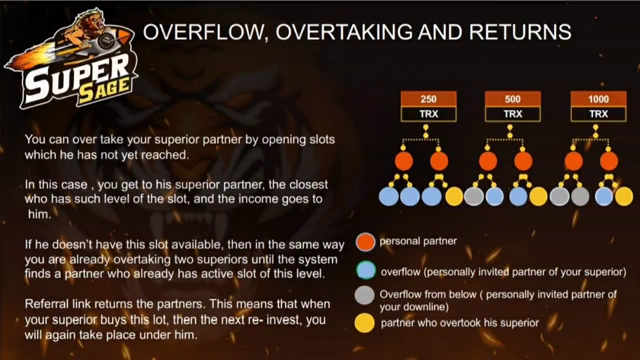 SUPER
SAGE
OVERFLOW, OVERTAKING AND RETURNS
You can over take your superior partner by opening slots
which he has not yet reached.
In this case , you get to his superior partner, the closest
who has such level of the slot, and the income goes to
him.
If he doesn't have this slot available, then in the same way
you are already overtaking two superiors until the system
finds a partner who already has active slot of this level.
Referral link returns the partners. This means that when
your superior buys this lot, then the next re- invest, you
will again take place under him.
250
TRX
500
TRX
1000
TRX
personal partner
overflow (personally invited partner of your superior)
Overflow from below ( personally invited partner of
your downline)
partner who overtook his superior